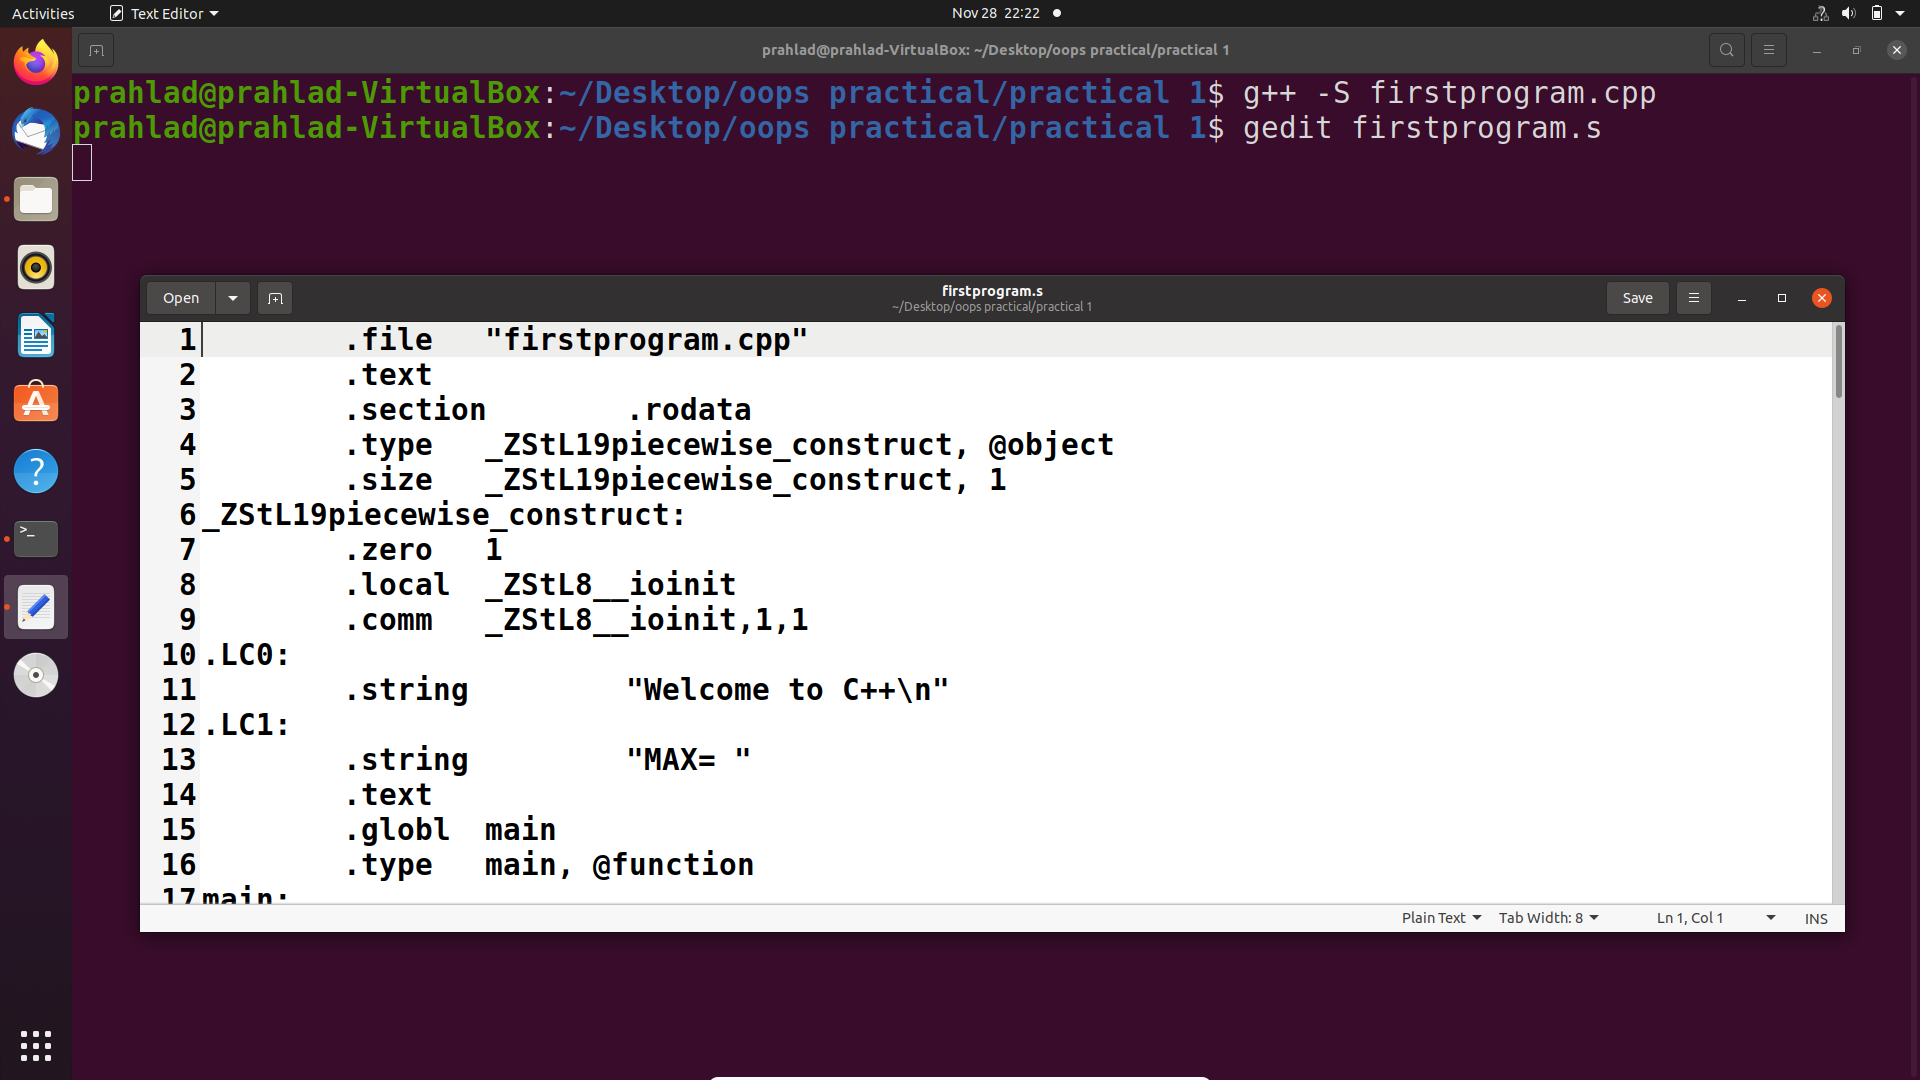 Activities Text Editor Nov 28 22:22
prahlad@prahlad-VirtualBox: ~/Desktop/oops practical/practical 1
prahlad@prahlad-VirtualBox:~/Desktop/oops practical/practical 1$ g++ -S firstprogram.cpp
prahlad@prahlad-VirtualBox:~/Desktop/oops practical/practical 1$ gedit firstprogram.s
Open firstprogram.s Save
~/Desktop/oops practical/practical 1
1 .file "firstprogram.cpp"
2 .text
3 .section .rodata
4 .type _ZStL19piecewise_construct, @object
5 .size _ZStL19piecewise_construct, 1
6 _ZStL19piecewise_construct:
7 .zero 1
8 .local _ZStL8__ioinit
9 .comm _ZStL8__ioinit,1,1
10 .LC0:
11 .string "Welcome to C++\n"
12 .LC1:
13 .string "MAX= "
14 .text
15 .globl main
16 .type main, @function
17 main:
Plain Text Tab Width: 8 Ln 1, Col 1 INS